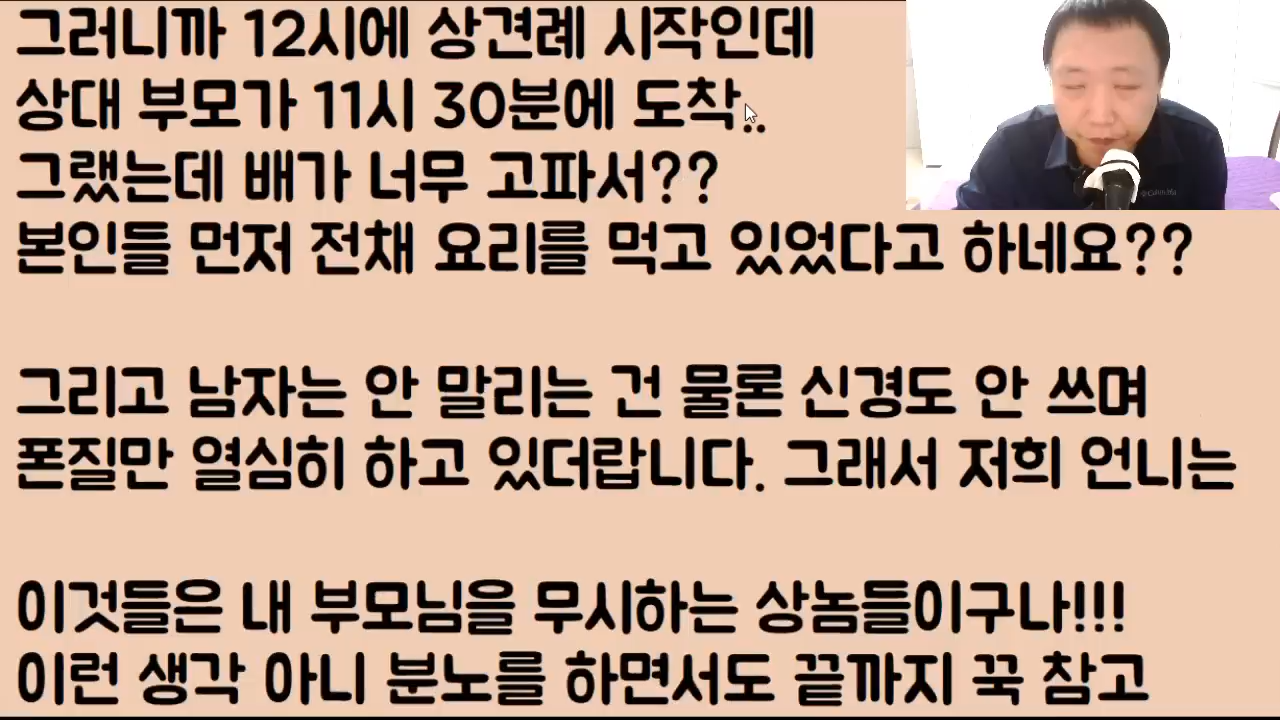 그러니까 12시에 상견례 시작인데
상대 부모가 11시 30분에 도착..
그랬는데 배가 너무 고파서??
본인들 먼저 전채 요리를 먹고 있었다고 하네요??
그리고 남자는 안 말리는 건 물론 신경도 안 쓰며
폰질만 열심히 하고 있더랍니다. 그래서 저희 언니는
이것들은 내 부모님을 무시하는 상놈들이구나!!!
이런 생각 아니 분노를 하면서도 끝까지 꾹 참고